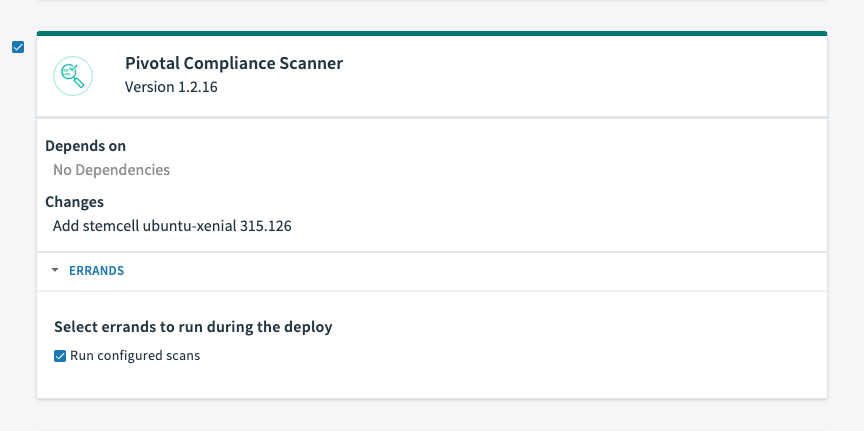 Pivotal Compliance Scanner
Version 1.2.16
Depends on
No Dependencies
Changes
Add stemcell ubuntu-xenial 315.126
ERRANDS
Select errands to run during the deploy
Run configured scans